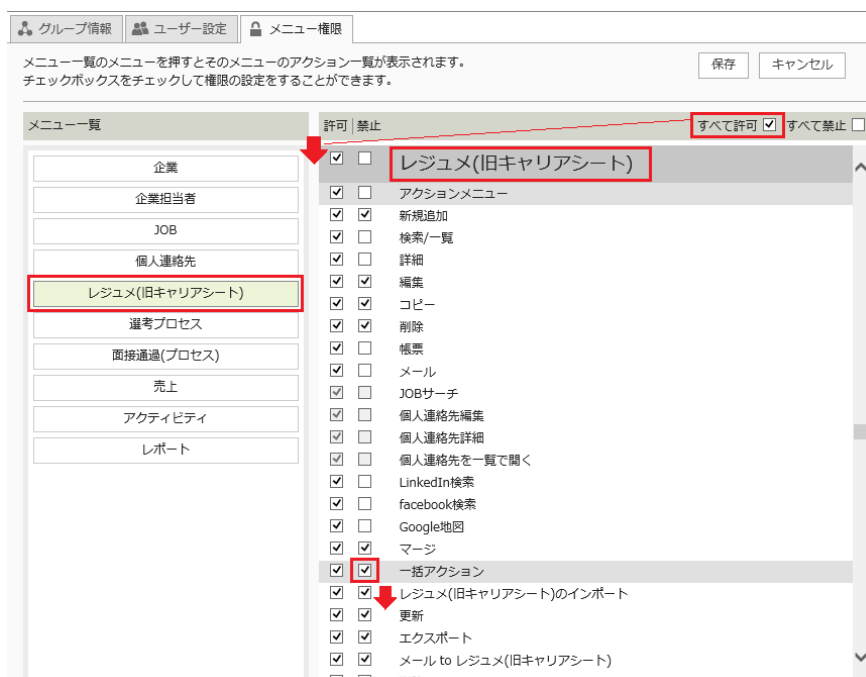 グループ情報 ユーザー設定 メニュー権限
メニュー一覧のメニューを押すとそのメニューのアクション一覧が表示されます。
チェックボックスをチェックして権限の設定をすることができます。
保存 キャンセル
メニュー一覧
許可 禁止 すべて許可 すべて禁止
企業
企業担当者
JOB
個人連絡先
レジュメ(旧キャリアシート)
選考プロセス
面接通過(プロセス)
売上
アクティビティ
レポート
レジュメ(旧キャリアシート)
アクションメニュー
新規追加
検索/一覧
詳細
編集
コピー
削除
帳票
メール
JOBサーチ
個人連絡先編集
個人連絡先詳細
個人連絡先を一覧で開く
LinkedIn検索
facebook検索
Google地図
マージ
一括アクション
レジュメ(旧キャリアシート)のインポート
更新
エクスポート
メール to レジュメ(旧キャリアシート)